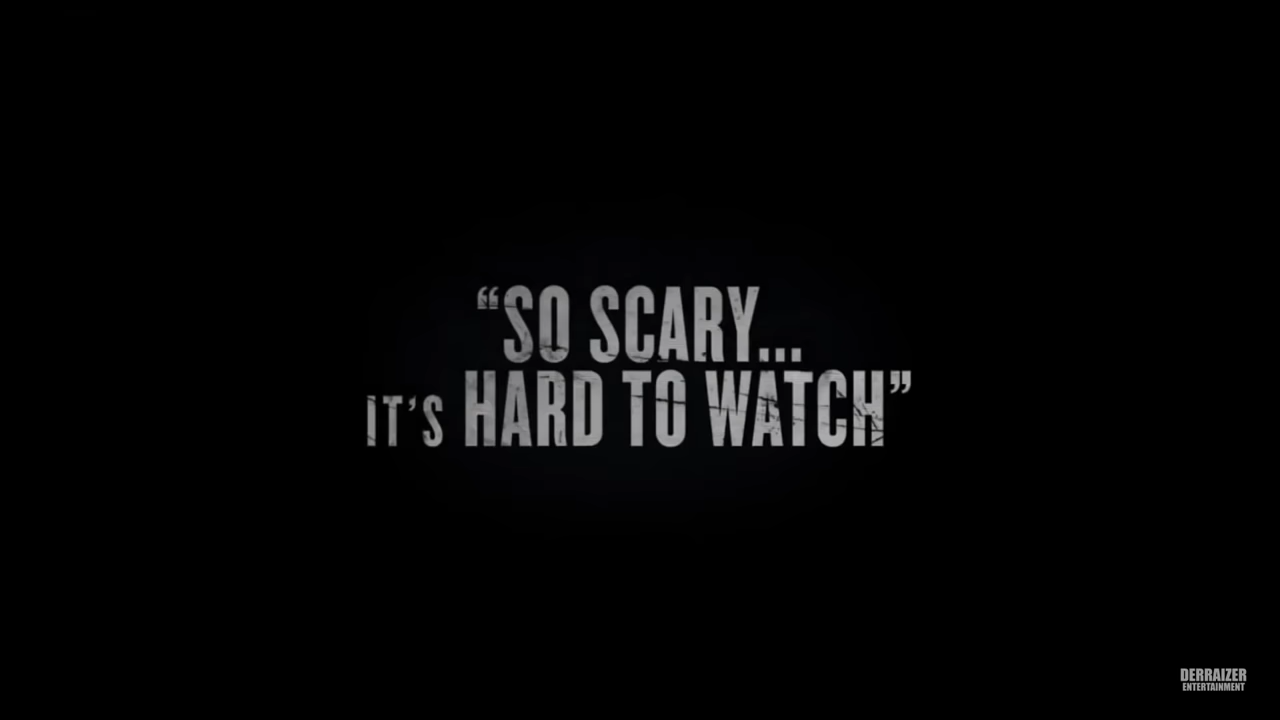 “SO SCARY...
IT’S HARD TO WATCH”
DERRAIZER
ENTERTAINMENT